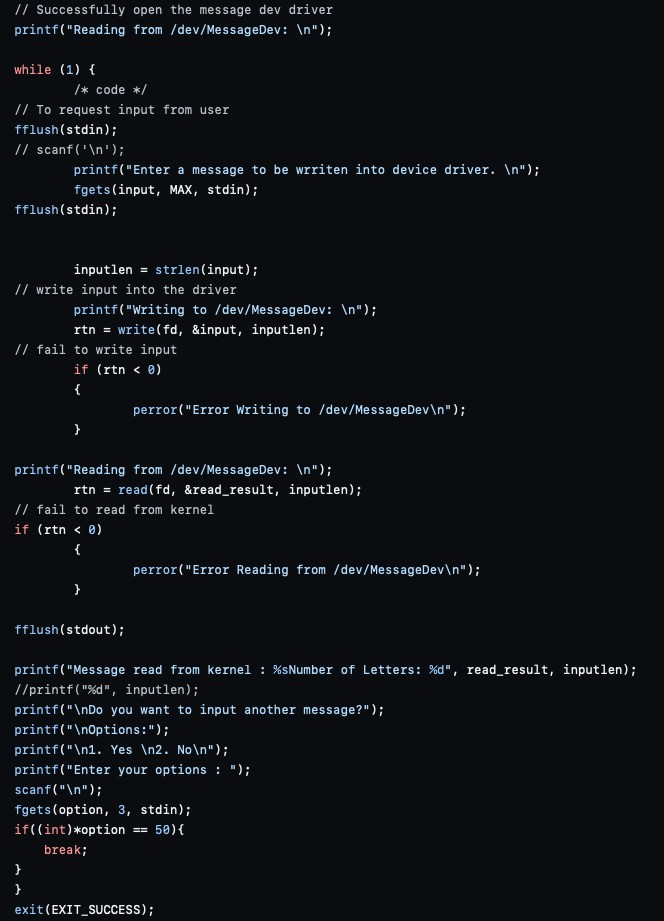 // Successfully open the message dev driver
printf("Reading from /dev/MessageDev: \n");
while (1) {
/* code */
// To request input from user
fflush(stdin);
// scanf('\n');
printf("Enter a message to be wrriten into device driver. \n");
fgets(input, MAX, stdin);
fflush(stdin);
inputlen = strlen(input);
// write input into the driver
printf("Writing to /dev/MessageDev: \n");
rtn = write(fd, &input, inputlen);
// fail to write input
if (rtn < 0)
{
perror("Error Writing to /dev/MessageDev\n");
}
printf("Reading from /dev/MessageDev: \n");
rtn = read(fd, &read_result, inputlen);
// fail to read from kernel
if (rtn < 0)
{
perror("Error Reading from /dev/MessageDev\n");
}
fflush(stdout);
printf("Message read from kernel : %sNumber of Letters: %d", read_result, inputlen);
//printf("%d", inputlen);
printf("\nDo you want to input another message?");
printf("\nOptions:");
printf("\n1. Yes \n2. No\n");
printf("Enter your options : ");
scanf("\n");
fgets(option, 3, stdin);
if((int)*option == 50){
break;
}
}
exit(EXIT_SUCCESS);